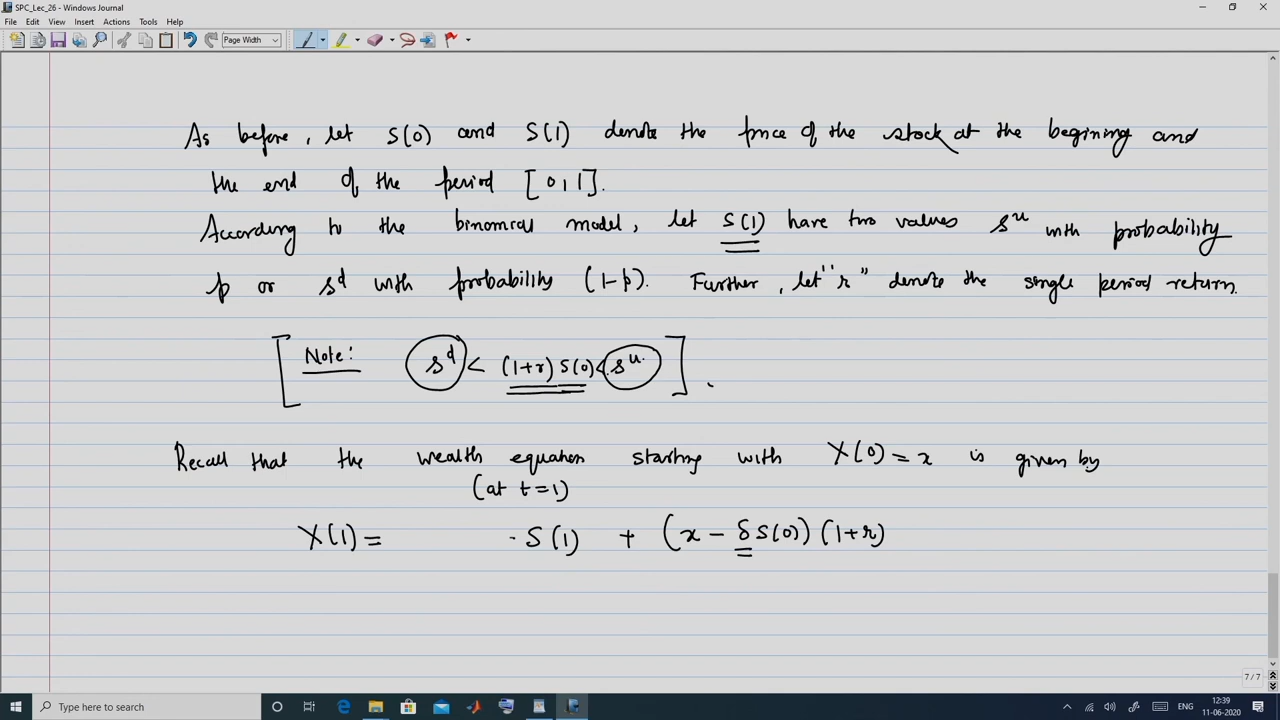 SPC_Lec_26 - Windows Journal
File Edit View Insert Actions Tools Help
Page Width
As before, let S(0) and S(1) denote the price of the stock at the begining and
the end of the period [0,1].
According to the binomical model, let S(1) have two values s^u with probability
p or s^d with probability (1-p). Further, let "r" denote the single period return.
[Note: s^d < (1+r) S(0) < s^u].
Recall that the wealth equation starting with X(0) = x is given by
(at t=1)
X(1) = · S(1) + (x - δS(0)) (1+r)
7 / 7
Type here to search
ENG
12:39
11-06-2020